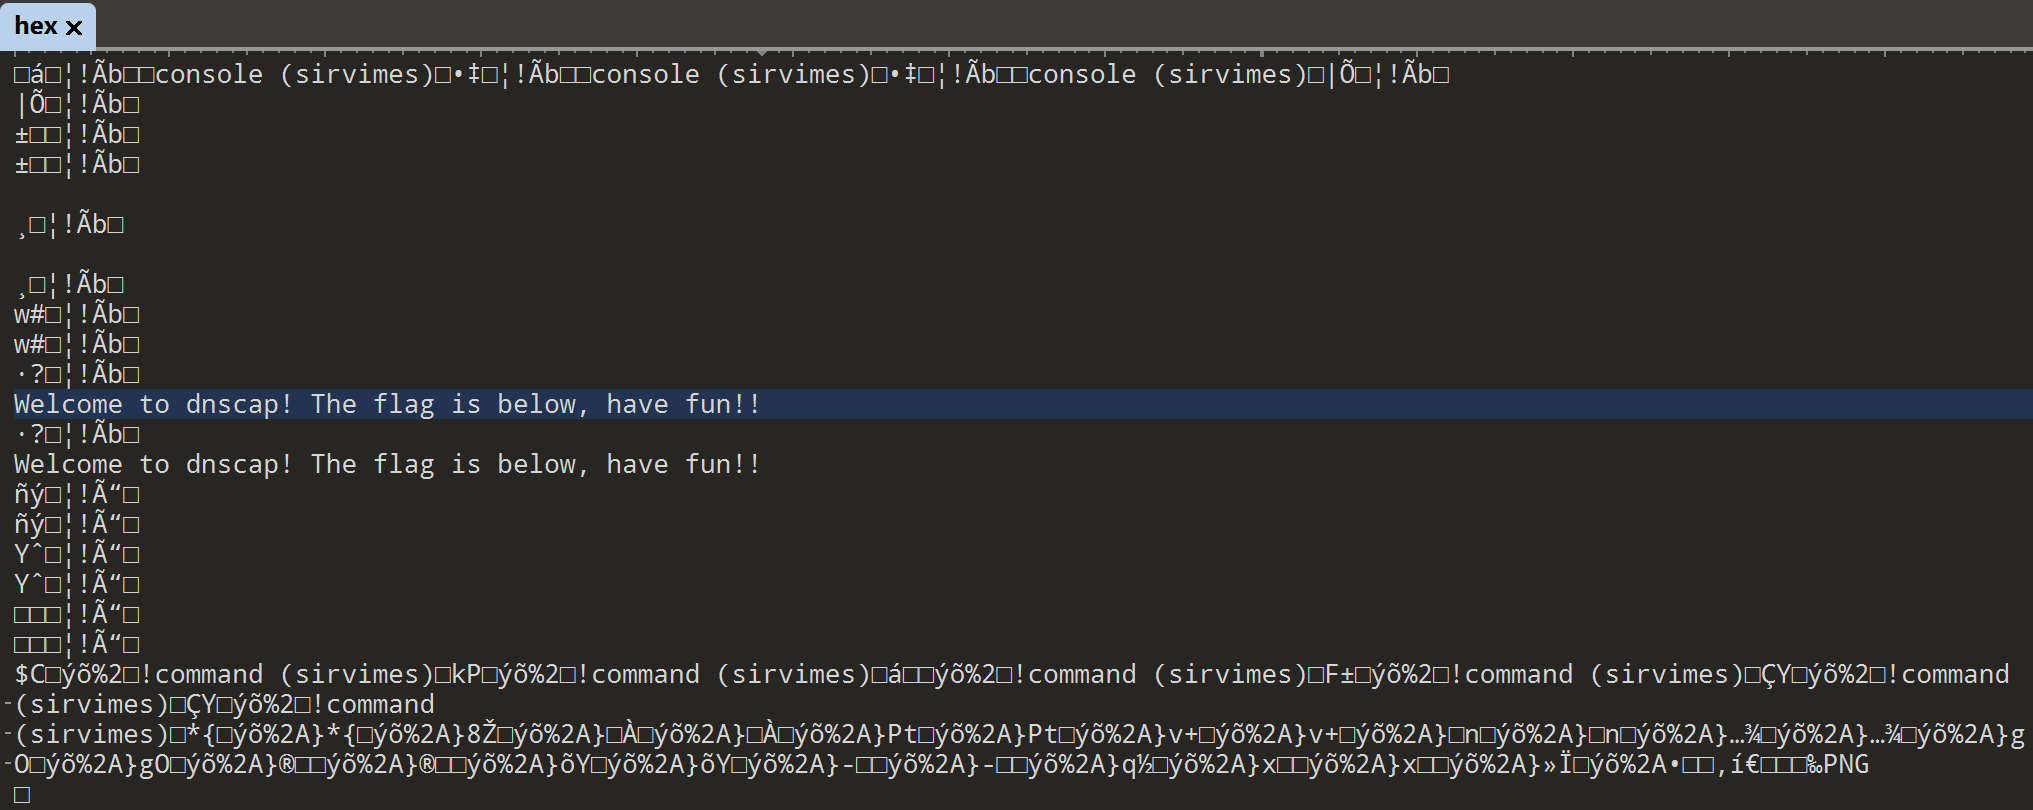 hex ×
□á□¦!Ãb□□console (sirvimes)□•‡□¦!Ãb□□console (sirvimes)□•‡□¦!Ãb□□console (sirvimes)□|Õ□¦!Ãb□
|Õ□¦!Ãb□
±□□¦!Ãb□
±□□¦!Ãb□
¸□¦!Ãb□
¸□¦!Ãb□
w#□¦!Ãb□
w#□¦!Ãb□
·?□¦!Ãb□
Welcome to dnscap! The flag is below, have fun!!
·?□¦!Ãb□
Welcome to dnscap! The flag is below, have fun!!
ñý□¦!Ã“□
ñý□¦!Ã“□
Yˆ□¦!Ã“□
Yˆ□¦!Ã“□
□□□¦!Ã“□
□□□¦!Ã“□
$C□ýõ%2□!command (sirvimes)□kP□ýõ%2□!command (sirvimes)□á□□ýõ%2□!command (sirvimes)□F±□ýõ%2□!command (sirvimes)□ÇY□ýõ%2□!command
(sirvimes)□ÇY□ýõ%2□!command
(sirvimes)□*{□ýõ%2A}*{□ýõ%2A}8Ž□ýõ%2A}□À□ýõ%2A}□À□ýõ%2A}Pt□ýõ%2A}Pt□ýõ%2A}v+□ýõ%2A}v+□ýõ%2A}□n□ýõ%2A}□n□ýõ%2A}…¾□ýõ%2A}…¾□ýõ%2A}g
O□ýõ%2A}gO□ýõ%2A}®□□ýõ%2A}®□□ýõ%2A}õY□ýõ%2A}õY□ýõ%2A}-□□ýõ%2A}-□□ýõ%2A}q½□ýõ%2A}x□□ýõ%2A}x□□ýõ%2A}»Ï□ýõ%2A•□□‚í€□□□‰PNG
□